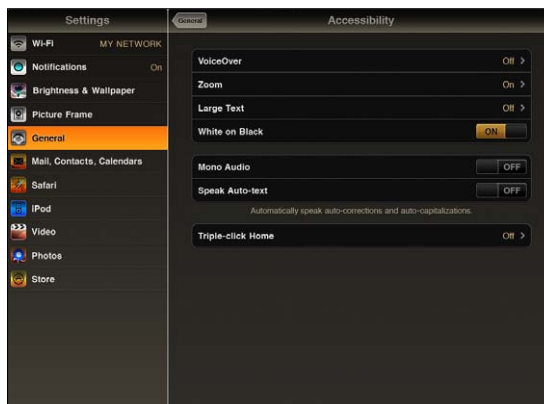 Settings
General
Accessibility
Wi-Fi MY NETWORK
Notifications On
Brightness & Wallpaper
Picture Frame
General
Mail, Contacts, Calendars
Safari
iPod
Video
Photos
Store
VoiceOver Off
Zoom On
Large Text Off
White on Black ON
Mono Audio OFF
Speak Auto-text OFF
Automatically speak auto-corrections and auto-capitalizations.
Triple-click Home Off